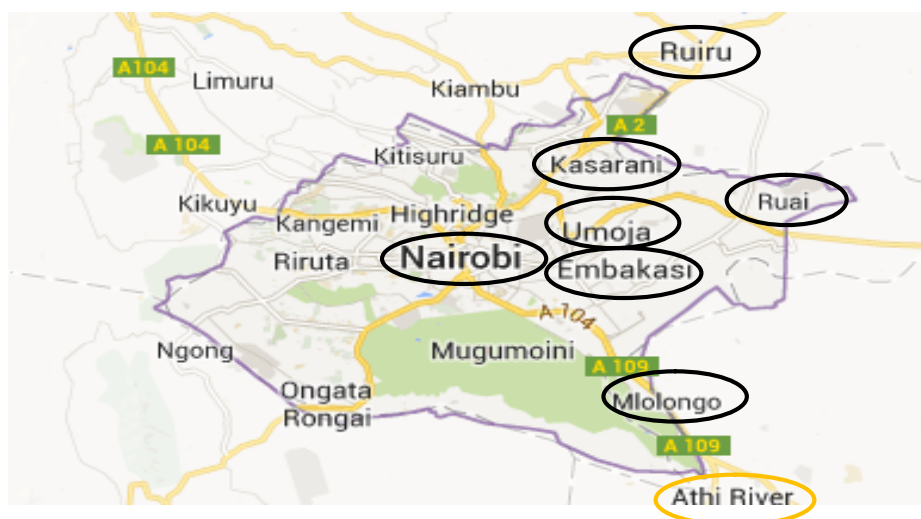 Ruiru
A104
Limuru
Kiambu
A 2
A 104
Kitisuru
Kasarani
Kikuyu
Ruai
Kangemi
Highridge
Umoja
Riruta
Nairobi
Embakasi
A 104
Ngong
Mugumoini
A 109
Ongata
Rongai
Mlolongo
A 109
Athi River